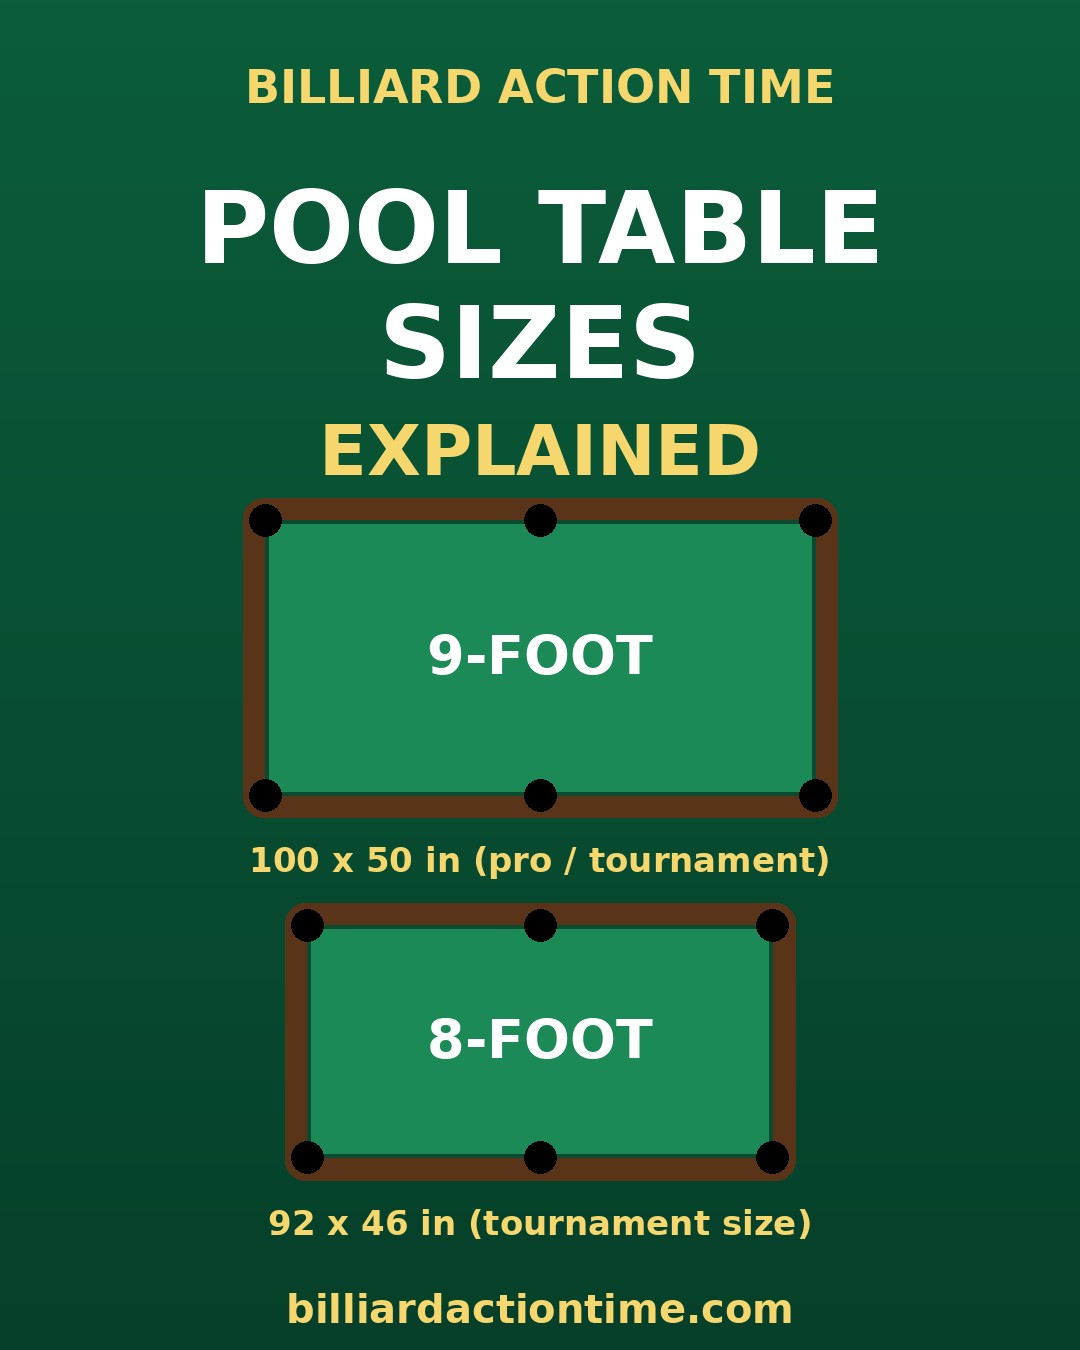 BILLIARD ACTION TIME
POOL TABLE
SIZES
EXPLAINED
9-FOOT
100 x 50 in (pro / tournament)
8-FOOT
92 x 46 in (tournament size)
billiardactiontime.com